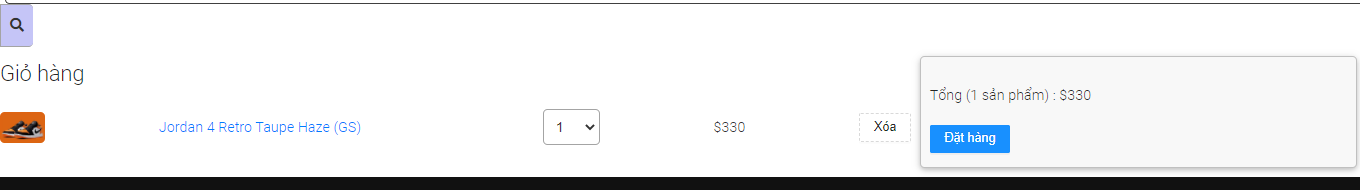 Giỏ hàng
Jordan 4 Retro Taupe Haze (GS)
1
$330
Xóa
Tổng (1 sản phẩm) : $330
Đặt hàng